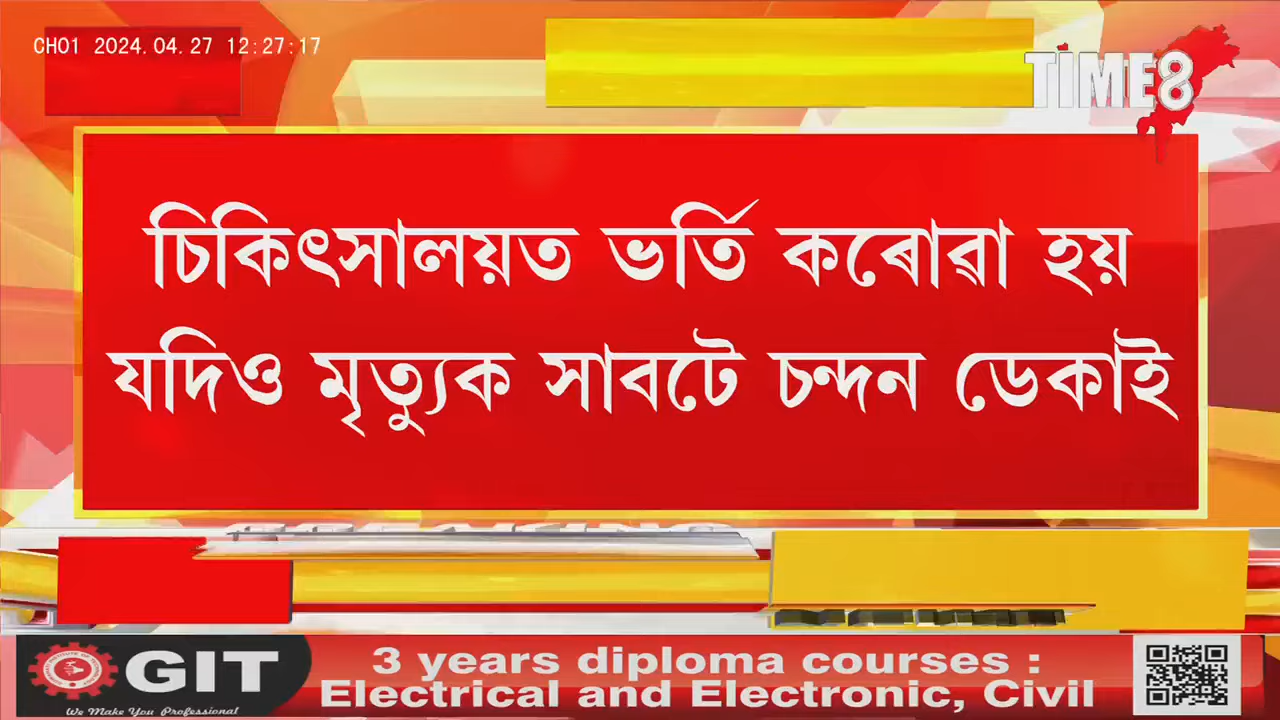 CH01 2024.04.27 12:27:17
TIME8
চিকিৎসালয়ত ভৰ্তি কৰোৱা হয়
যদিও মৃত্যুক সাবটে চন্দন ডেকাই
GIT
We Make You Professional
3 years diploma courses :
Electrical and Electronic, Civil